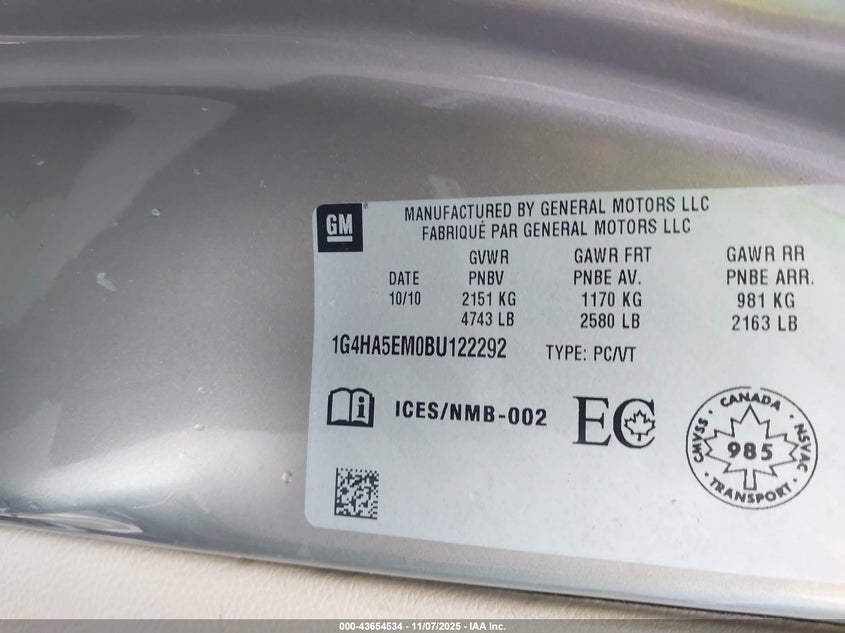 GM
MANUFACTURED BY GENERAL MOTORS LLC
FABRIQUÉ PAR GENERAL MOTORS LLC
GVWR GAWR FRT GAWR RR
DATE PNBV PNBE AV. PNBE ARR.
10/10 2151 KG 1170 KG 981 KG
4743 LB 2580 LB 2163 LB
1G4HA5EM0BU122292 TYPE: PC/VT
ICES/NMB-002 EC
CANADA
CMVSS 985 NSVAC
TRANSPORT
000-43654534 - 11/07/2025 - IAA Inc.